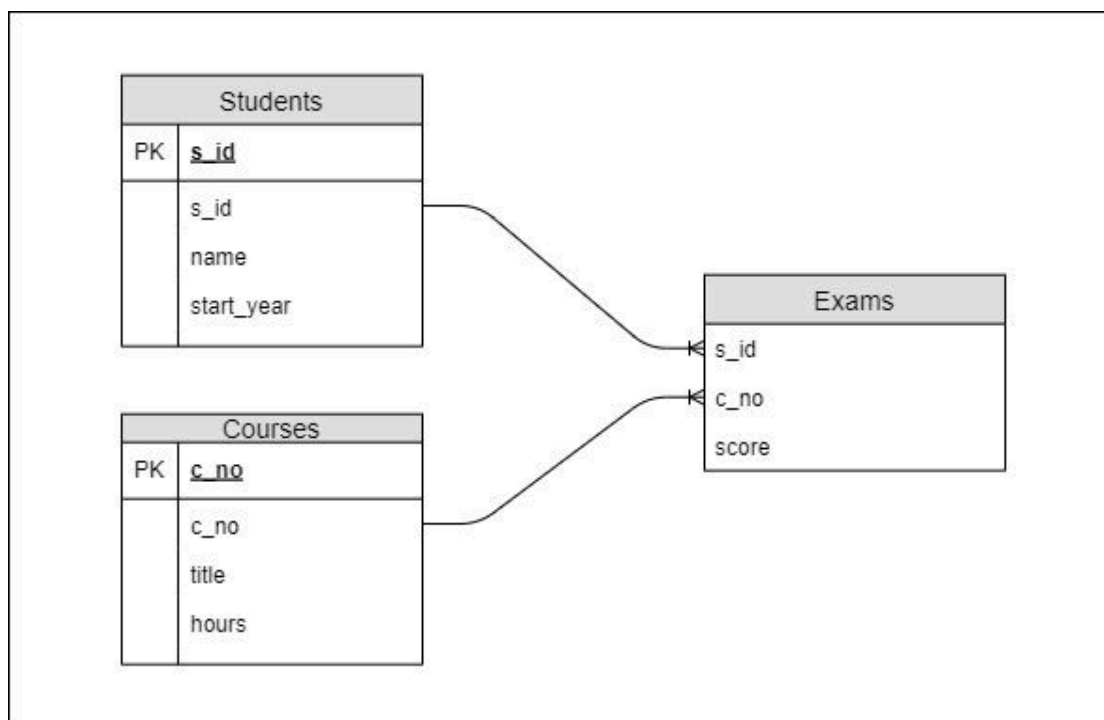 Students
PK s_id
s_id
name
start_year
Courses
PK c_no
c_no
title
hours
Exams
s_id
c_no
score